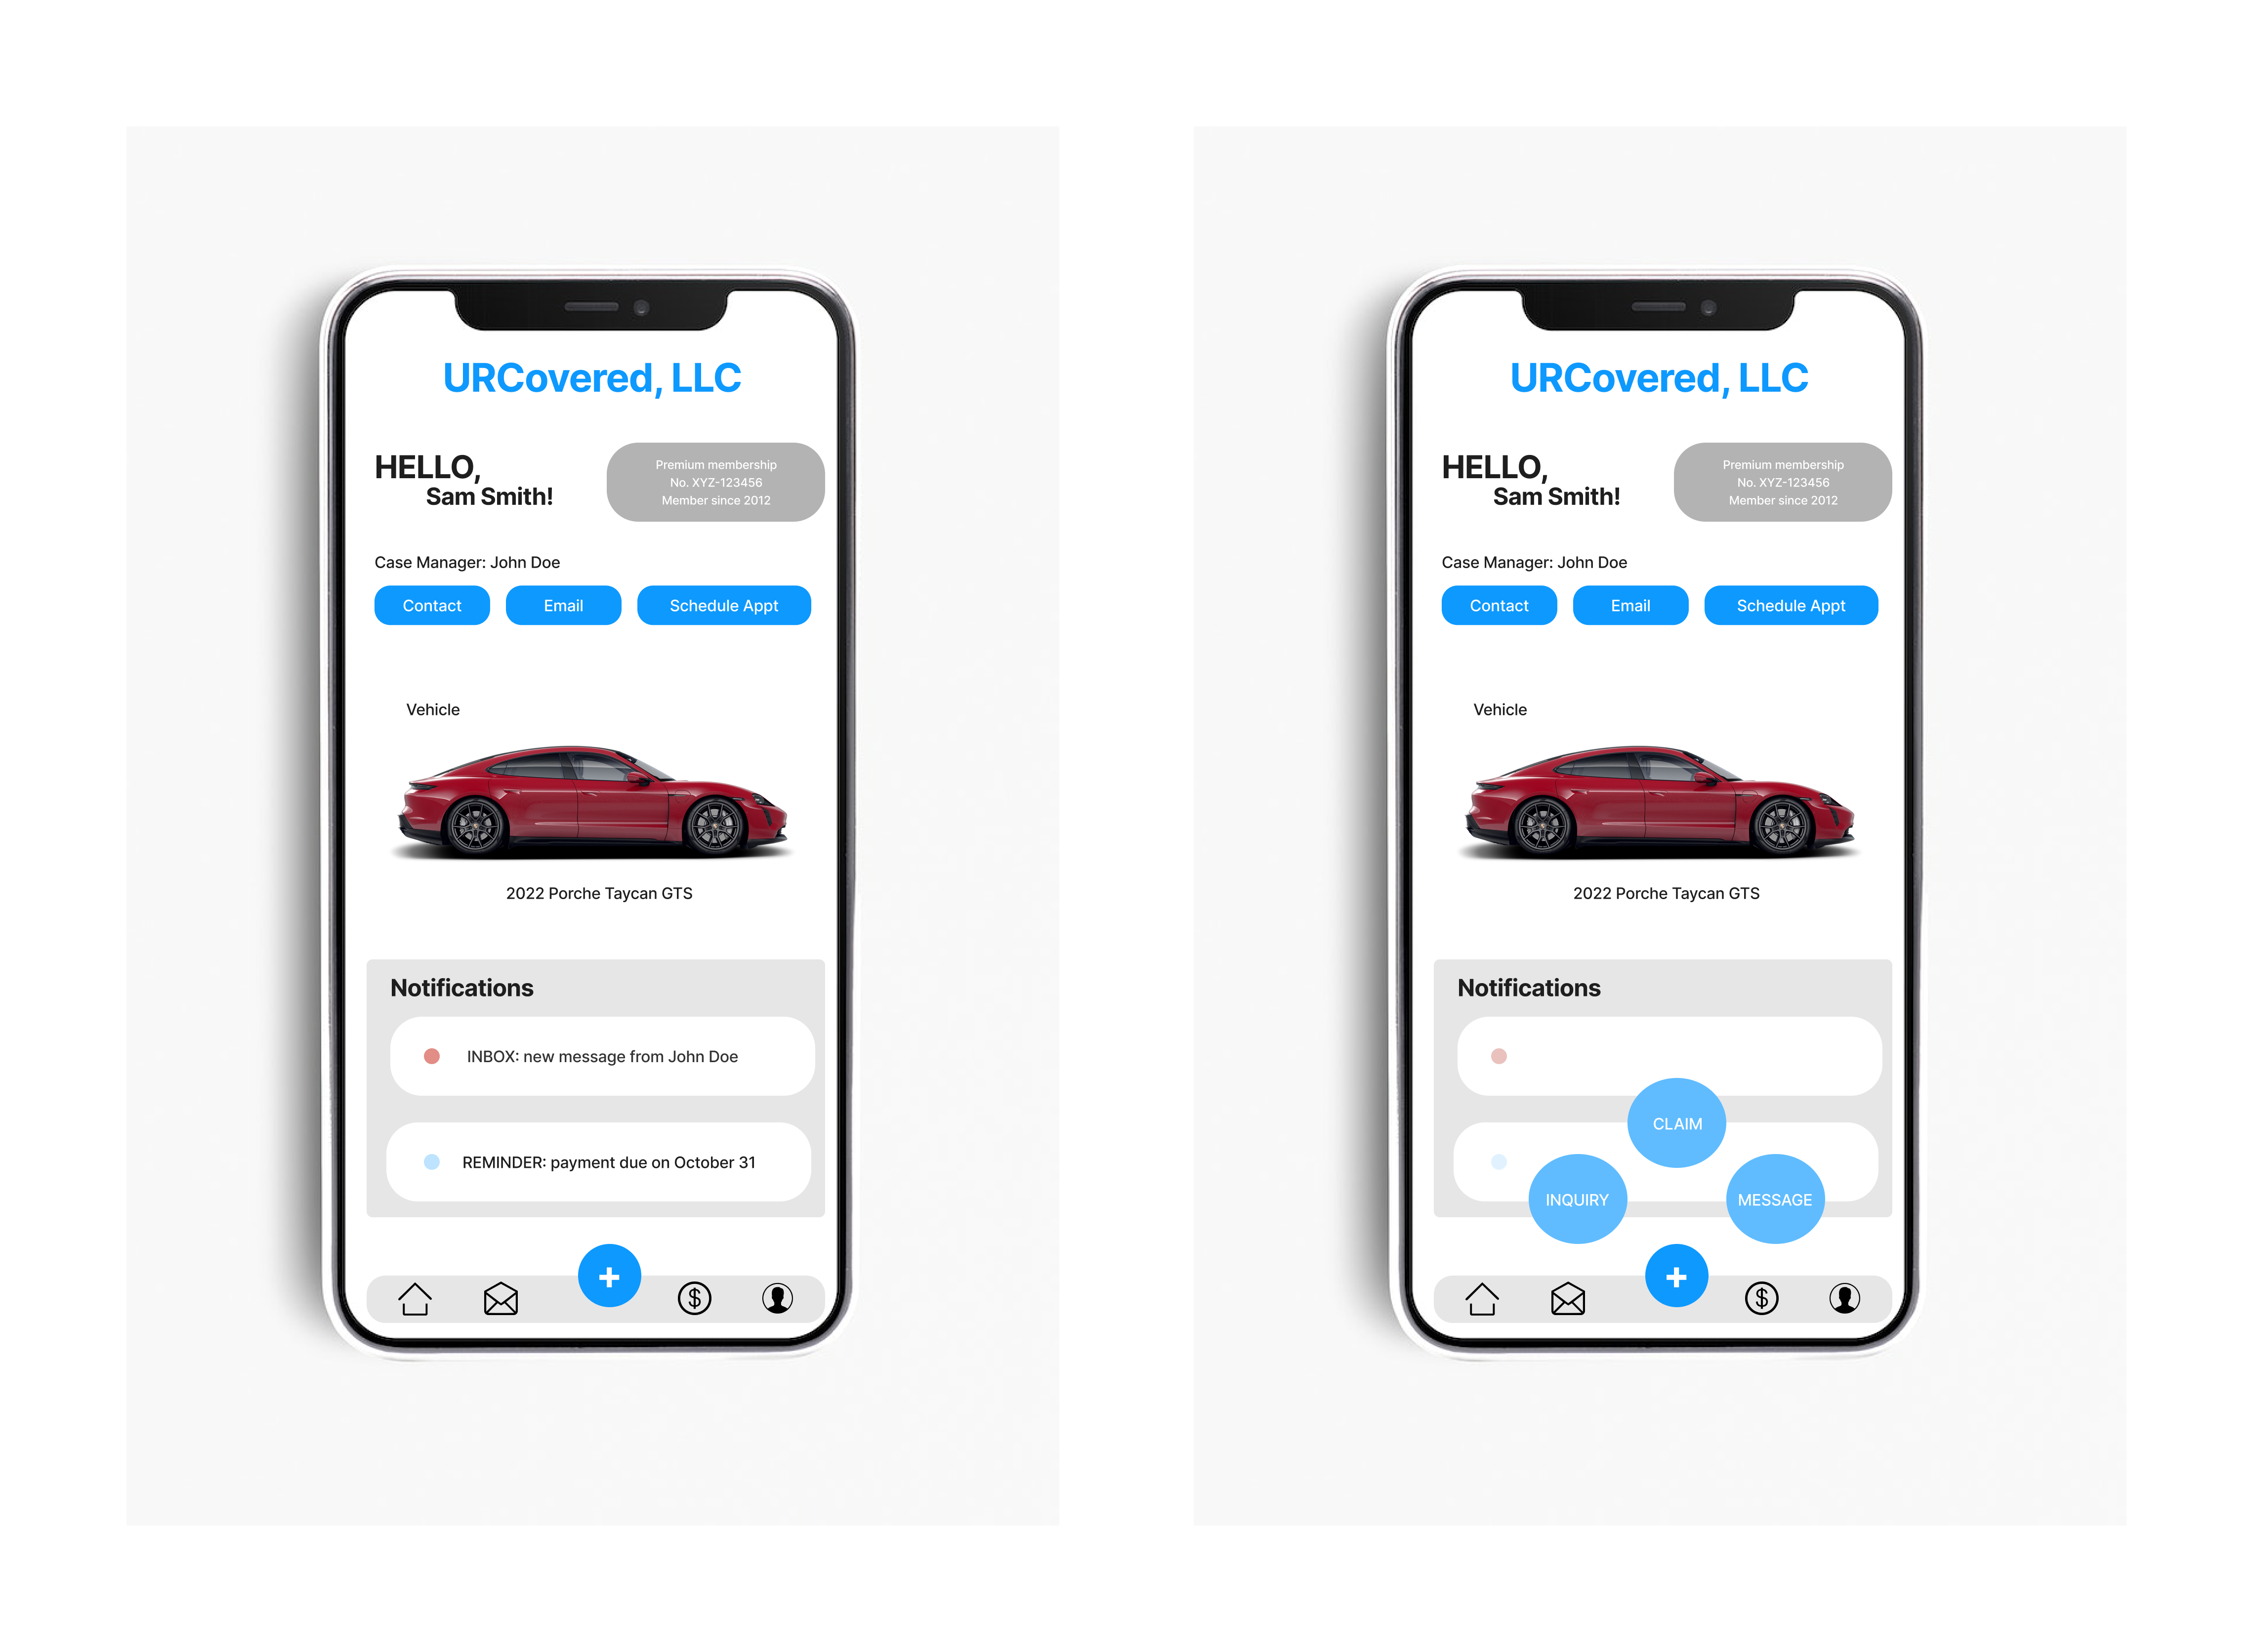 URCovered, LLC
HELLO,
Sam Smith!
Premium membership
No. XYZ-123456
Member since 2012
Case Manager: John Doe
Contact
Email
Schedule Appt
Vehicle
2022 Porche Taycan GTS
Notifications
INBOX: new message from John Doe
REMINDER: payment due on October 31
+
$
URCovered, LLC
HELLO,
Sam Smith!
Premium membership
No. XYZ-123456
Member since 2012
Case Manager: John Doe
Contact
Email
Schedule Appt
Vehicle
2022 Porche Taycan GTS
Notifications
CLAIM
INQUIRY
MESSAGE
+
$